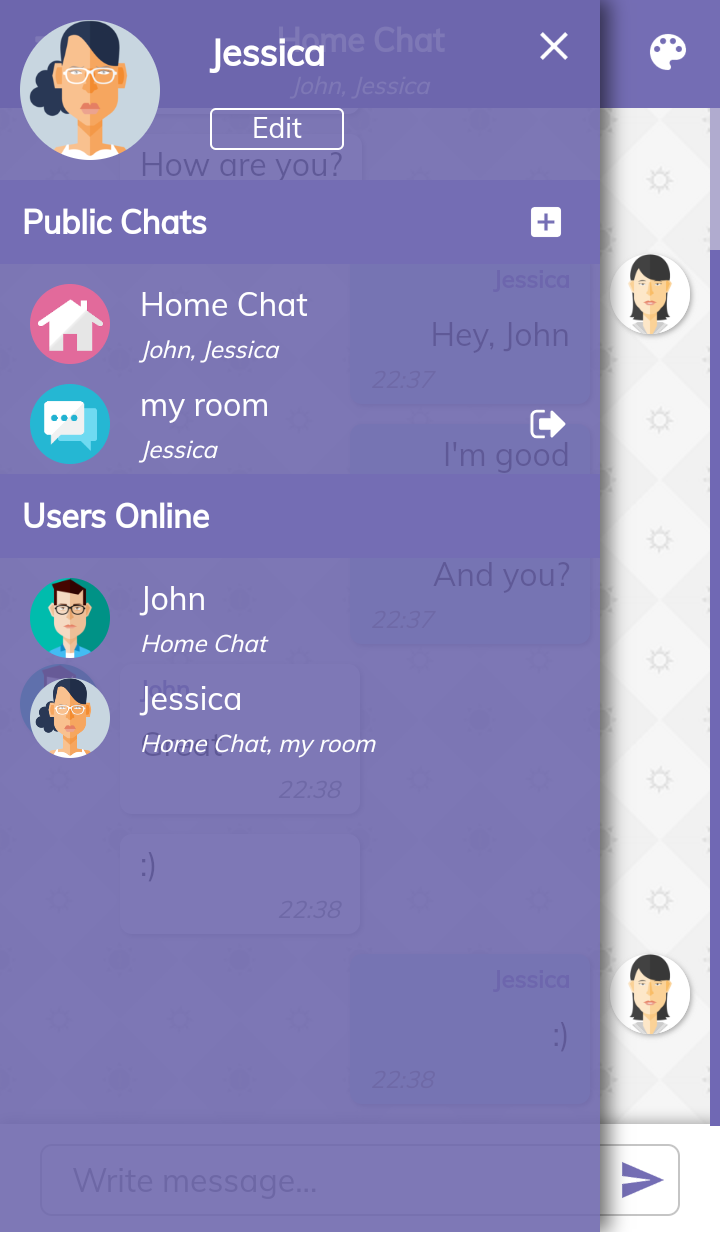 Jessica
Home Chat
John, Jessica
Edit
How are you?
Public Chats
Home Chat
John, Jessica
Jessica
Hey, John
22:37
my room
Jessica
I'm good
Users Online
And you?
22:37
John
Home Chat
John
Jessica
Great
Home Chat, my room
22:38
:)
22:38
Jessica
:)
22:38
Write message...